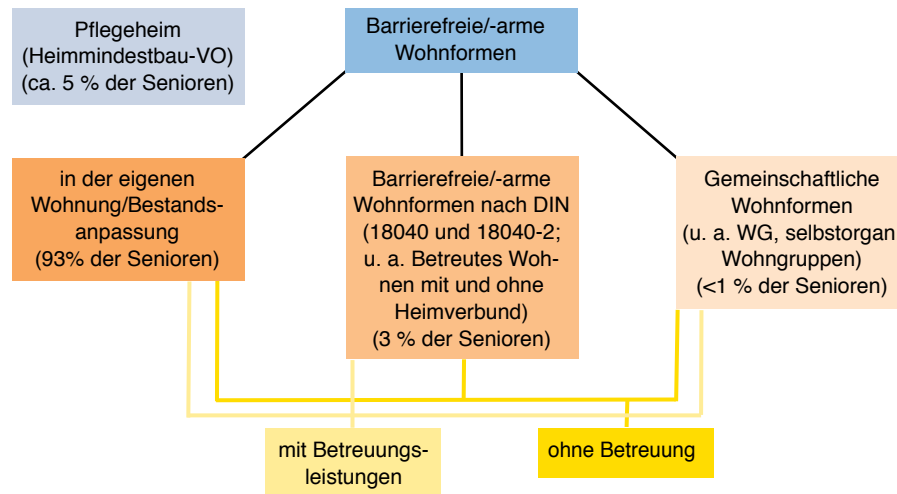 Pflegeheim
(Heimmindestbau-VO)
(ca. 5 % der Senioren)
Barrierefreie/-arme
Wohnformen
in der eigenen
Wohnung/Bestands-
anpassung
(93% der Senioren)
Barrierefreie/-arme
Wohnformen nach DIN
(18040 und 18040-2;
u. a. Betreutes Woh-
nen mit und ohne
Heimverbund)
(3 % der Senioren)
Gemeinschaftliche
Wohnformen
(u. a. WG, selbstorgan
Wohngruppen)
(<1 % der Senioren)
mit Betreuungs-
leistungen
ohne Betreuung